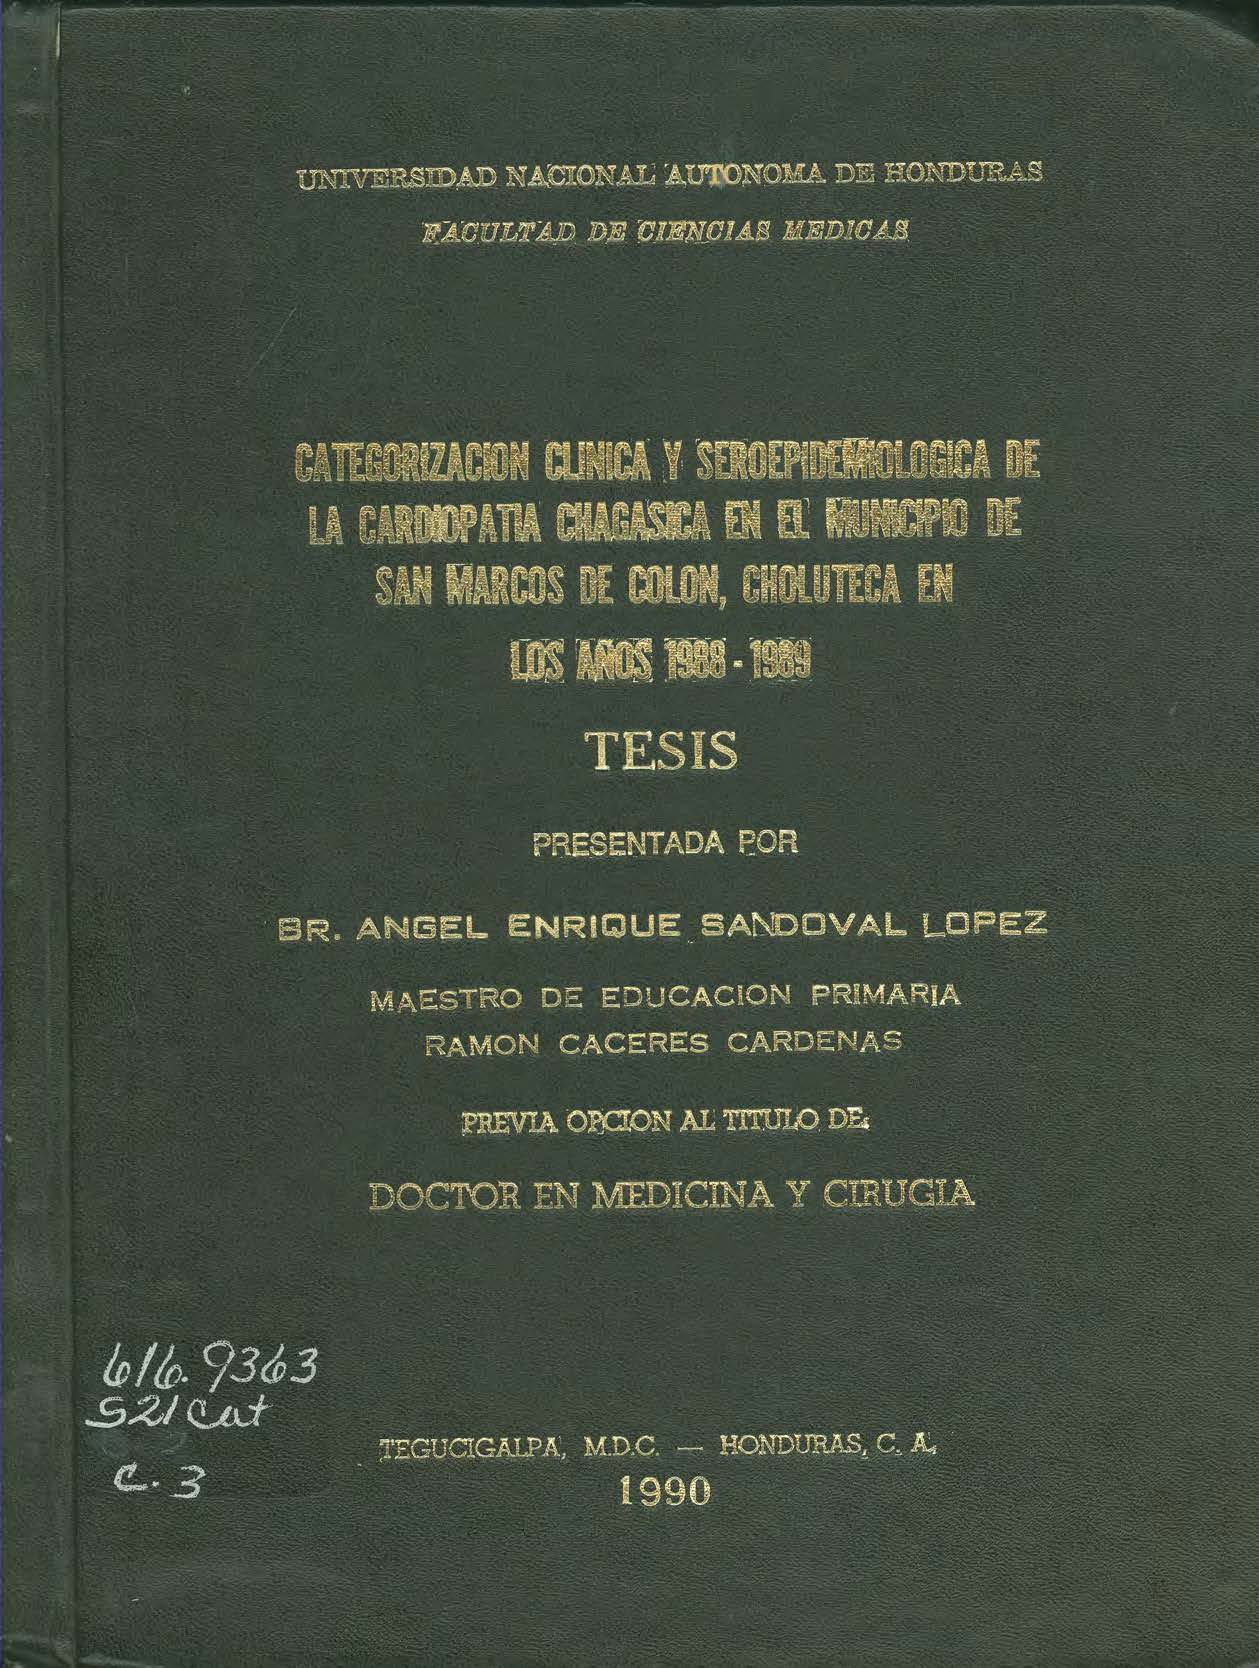 UNIVERSIDAD NACIONAL AUTONOMA DE HONDURAS
FACULTAD DE CIENCIAS MEDICAS
CATEGORIZACION CLINICA Y SEROEPIDEMIOLOGICA DE
LA CARDIOPATIA CHAGASICA EN EL MUNICIPIO DE
SAN MARCOS DE COLON, CHOLUTECA EN
LOS AÑOS 1988 - 1989
TESIS
PRESENTADA POR
BR. ANGEL ENRIQUE SANDOVAL LOPEZ
MAESTRO DE EDUCACION PRIMARIA
RAMON CACERES CARDENAS
PREVIA OPCION AL TITULO DE:
DOCTOR EN MEDICINA Y CIRUGIA
616.9363
S21Cat
C.3
TEGUCIGALPA, M.D.C. — HONDURAS, C. A.
1990